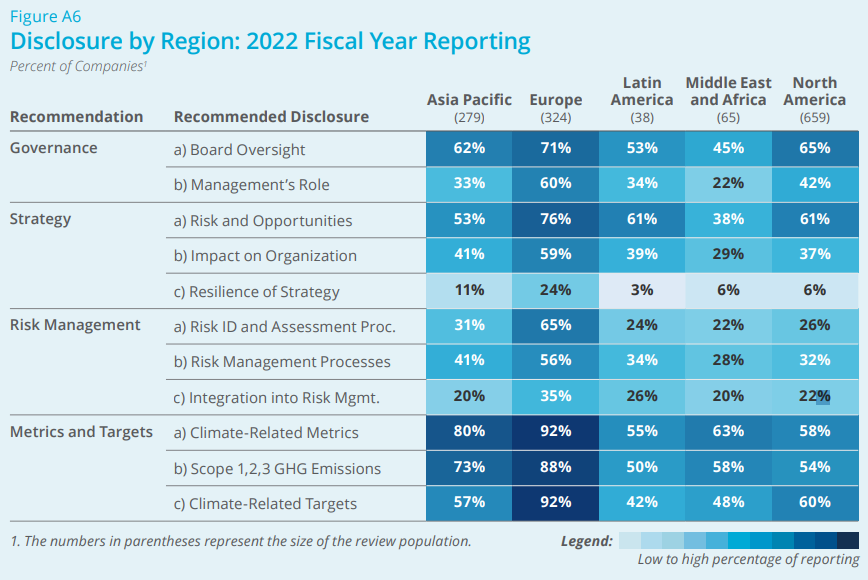 Figure A6
Disclosure by Region: 2022 Fiscal Year Reporting
Percent of Companies¹
Recommendation Recommended Disclosure Asia Pacific (279) Europe (324) Latin America (38) Middle East and Africa (65) North America (659)
Governance a) Board Oversight 62% 71% 53% 45% 65%
b) Management's Role 33% 60% 34% 22% 42%
Strategy a) Risk and Opportunities 53% 76% 61% 38% 61%
b) Impact on Organization 41% 59% 39% 29% 37%
c) Resilience of Strategy 11% 24% 3% 6% 6%
Risk Management a) Risk ID and Assessment Proc. 31% 65% 24% 22% 26%
b) Risk Management Processes 41% 56% 34% 28% 32%
c) Integration into Risk Mgmt. 20% 35% 26% 20% 22%
Metrics and Targets a) Climate-Related Metrics 80% 92% 55% 63% 58%
b) Scope 1,2,3 GHG Emissions 73% 88% 50% 58% 54%
c) Climate-Related Targets 57% 92% 42% 48% 60%
1. The numbers in parentheses represent the size of the review population. Legend:
Low to high percentage of reporting